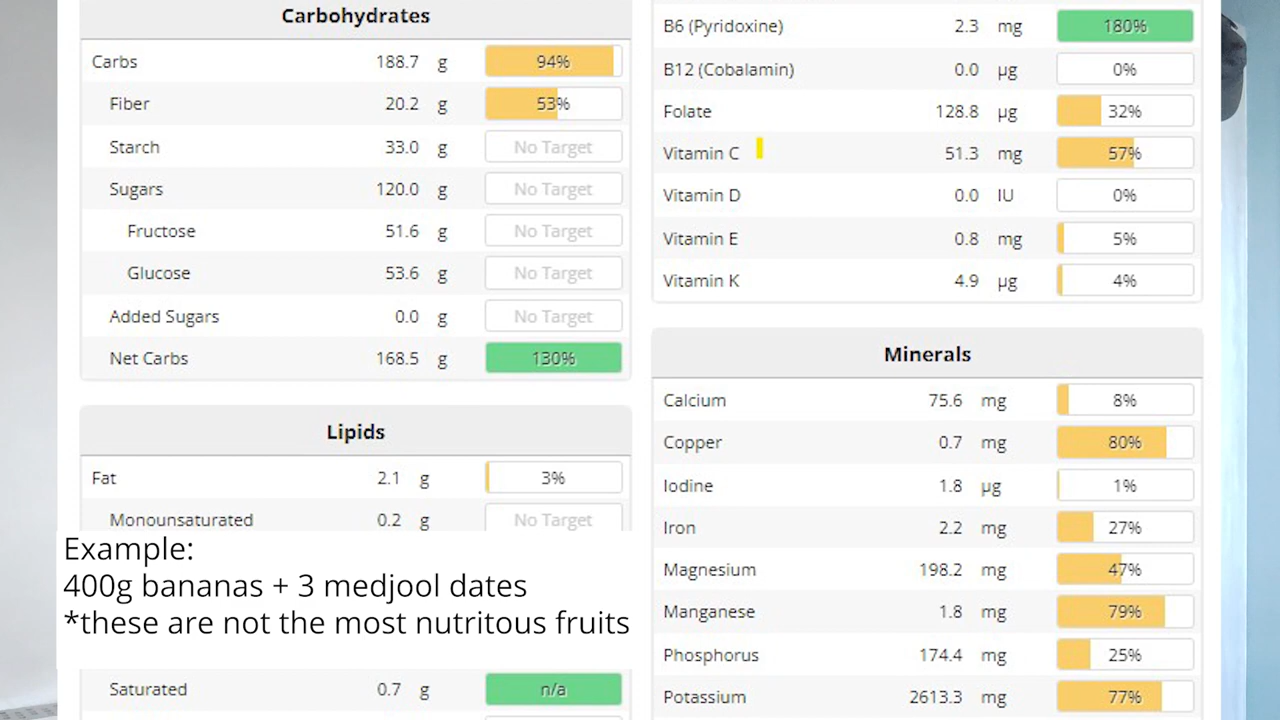 Carbohydrates
Carbs 188.7 g 94%
Fiber 20.2 g 53%
Starch 33.0 g No Target
Sugars 120.0 g No Target
Fructose 51.6 g No Target
Glucose 53.6 g No Target
Added Sugars 0.0 g No Target
Net Carbs 168.5 g 130%
Lipids
Fat 2.1 g 3%
Monounsaturated 0.2 g No Target
Example:
400g bananas + 3 medjool dates
*these are not the most nutritous fruits
Saturated 0.7 g n/a
B6 (Pyridoxine) 2.3 mg 180%
B12 (Cobalamin) 0.0 µg 0%
Folate 128.8 µg 32%
Vitamin C 51.3 mg 57%
Vitamin D 0.0 IU 0%
Vitamin E 0.8 mg 5%
Vitamin K 4.9 µg 4%
Minerals
Calcium 75.6 mg 8%
Copper 0.7 mg 80%
Iodine 1.8 µg 1%
Iron 2.2 mg 27%
Magnesium 198.2 mg 47%
Manganese 1.8 mg 79%
Phosphorus 174.4 mg 25%
Potassium 2613.3 mg 77%